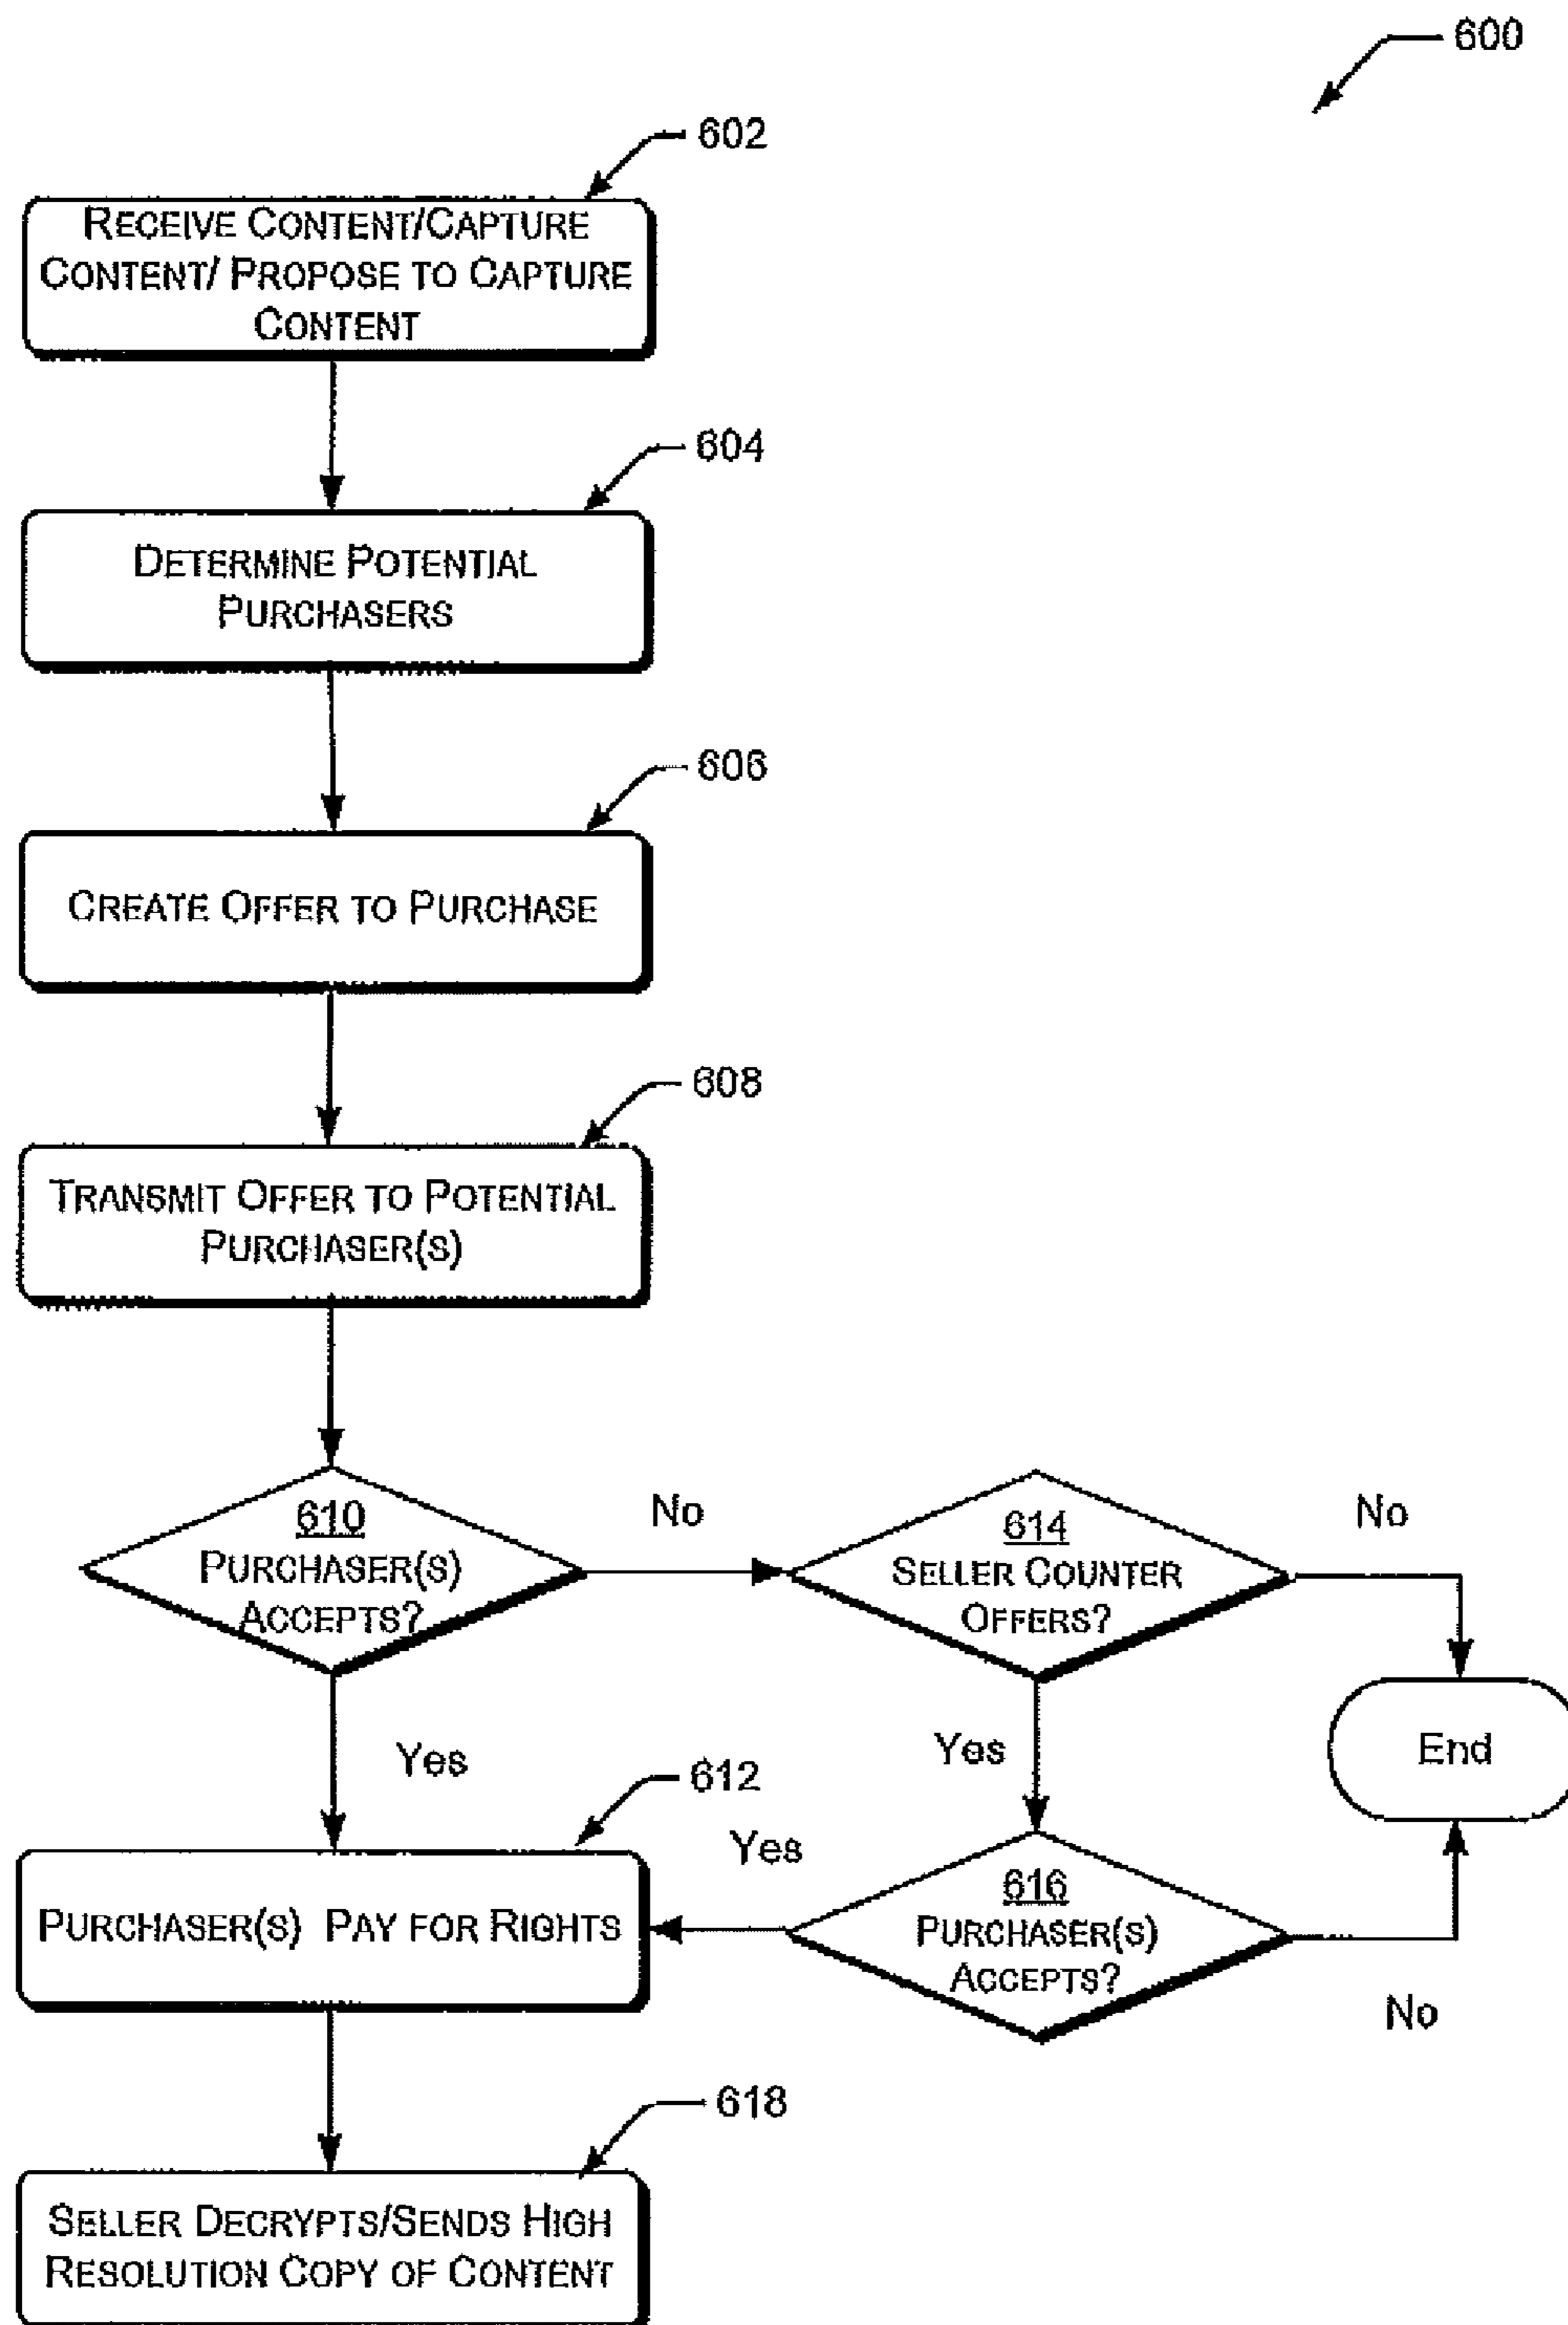 600
602
RECEIVE CONTENT/CAPTURE
CONTENT/ PROPOSE TO CAPTURE
CONTENT
604
DETERMINE POTENTIAL
PURCHASERS
606
CREATE OFFER TO PURCHASE
608
TRANSMIT OFFER TO POTENTIAL
PURCHASER(S)
610
PURCHASER(S)
ACCEPTS?
No
614
SELLER COUNTER
OFFERS?
No
Yes
Yes
End
612
PURCHASER(S) PAY FOR RIGHTS
Yes
616
PURCHASER(S)
ACCEPTS?
No
618
SELLER DECRYPTS/SENDS HIGH
RESOLUTION COPY OF CONTENT